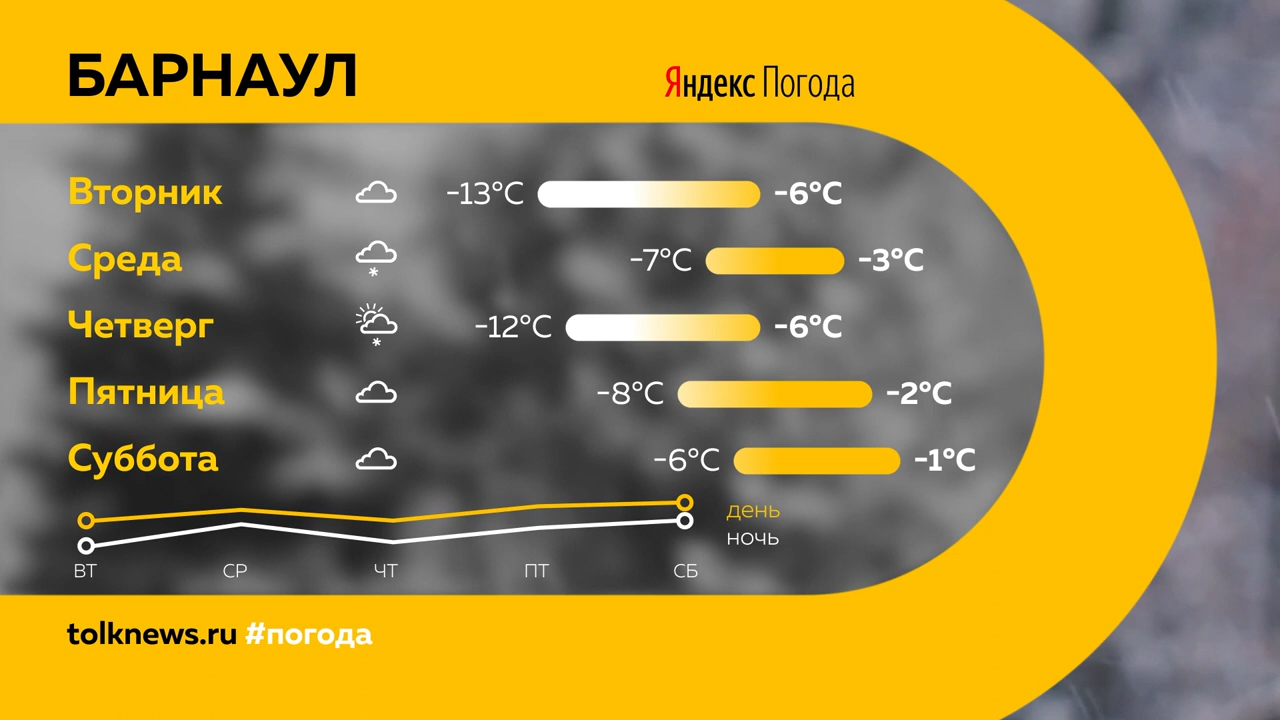 БАРНАУЛ
Яндекс Погода
Вторник -13°C -6°C
Среда -7°C -3°C
Четверг -12°C -6°C
Пятница -8°C -2°C
Суббота -6°C -1°C
день
ночь
ВТ СР ЧТ ПТ СБ
tolknews.ru #погода